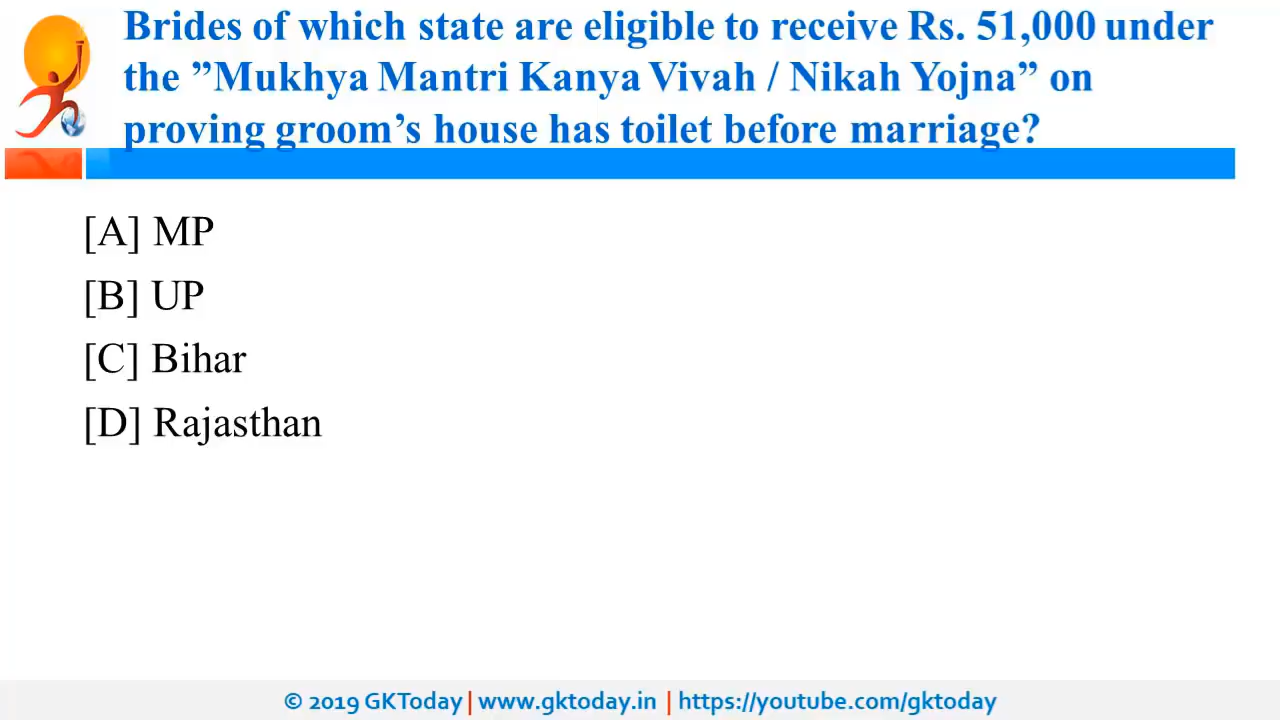 Brides of which state are eligible to receive Rs. 51,000 under
the ”Mukhya Mantri Kanya Vivah / Nikah Yojna” on
proving groom’s house has toilet before marriage?
[A] MP
[B] UP
[C] Bihar
[D] Rajasthan
© 2019 GKToday | www.gktoday.in | https://youtube.com/gktoday